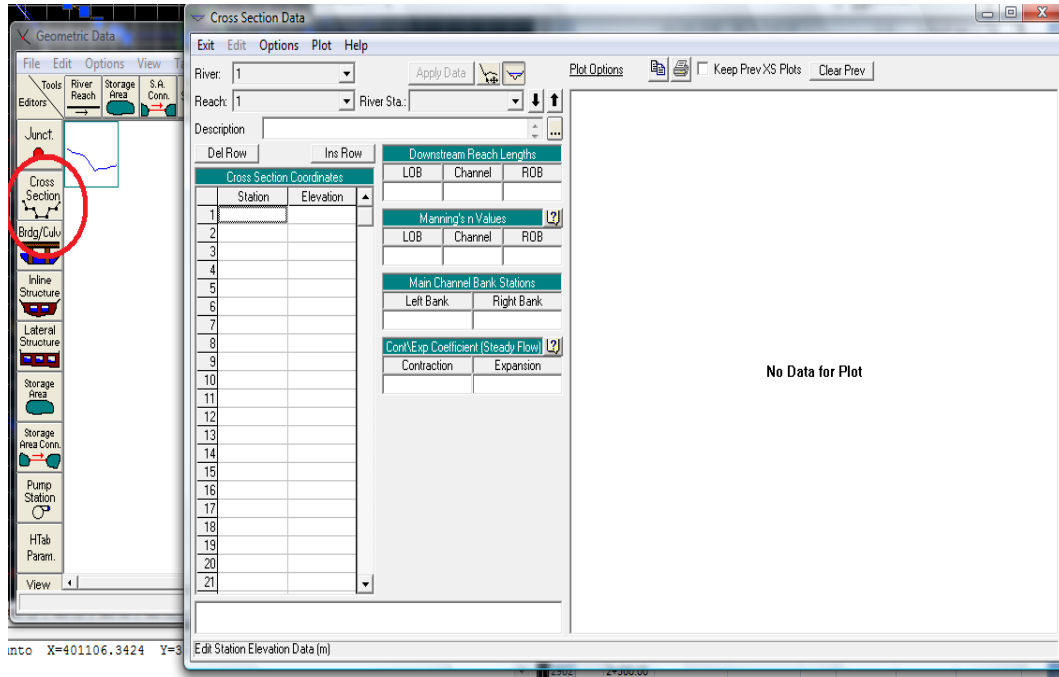 Geometric Data
File Edit Options View
Tools
Editors
River Reach
Storage Area
S.A. Conn.
Junct.
Cross Section
Brdg/Culv
Inline Structure
Lateral Structure
Storage Area
Storage Area Conn.
Pump Station
HTab Param.
View
X=401106.3424 Y=3
Cross Section Data
Exit Edit Options Plot Help
River: 1
Apply Data
Plot Options
Keep Prev XS Plots
Clear Prev
Reach: 1
River Sta.:
Description
...
Del Row
Ins Row
Cross Section Coordinates
Station Elevation
1
2
3
4
5
6
7
8
9
10
11
12
13
14
15
16
17
18
19
20
21
Downstream Reach Lengths
LOB Channel ROB
Manning's n Values
LOB Channel ROB
Main Channel Bank Stations
Left Bank Right Bank
Cont\Exp Coefficient (Steady Flow)
Contraction Expansion
No Data for Plot
Edit Station Elevation Data (m)